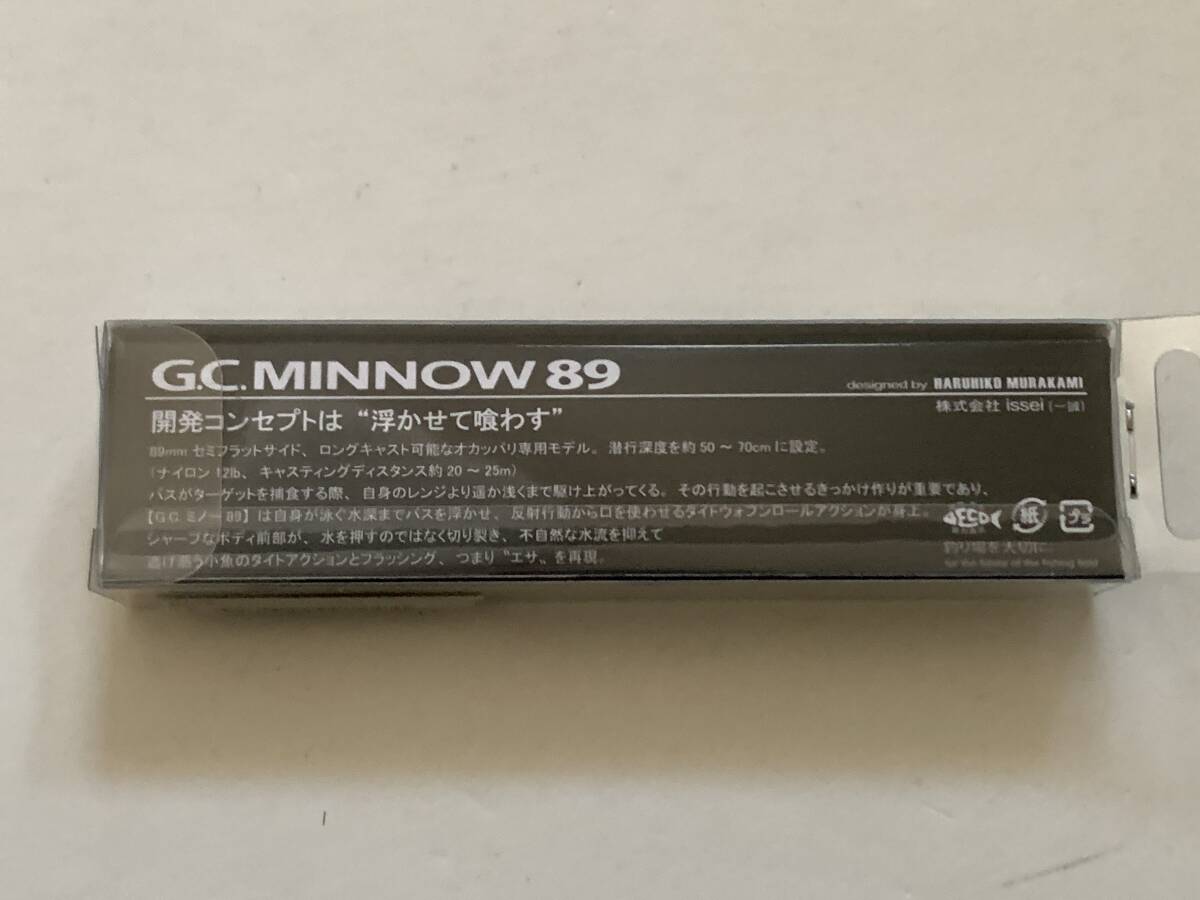 G.C.MINNOW 89
designed by HARUHIKO MURAKAMI
開発コンセプトは “浮かせて喰わす”
株式会社 issei (一誠)
89mm セミフラットサイド、ロングキャスト可能なオカッパリ専用モデル。潜行深度を約 50 〜 70cm に設定。
(ナイロン 12lb、キャスティングディスタンス約 20 〜 25m)
バスがターゲットを捕食する際、自身のレンジより遥か浅くまで駆け上がってくる。その行動を起こさせるきっかけ作りが重要であり、
【G.C. ミノー 89】は自身が泳ぐ水深までバスを浮かせ、反射行動から口を使わせるタイトウォブンロールアクションが身上。
シャープなボディ前部が、水を押すのではなく切り裂き、不自然な水流を抑えて
逃げ惑う小魚のタイトアクションとフラッシング、つまり〝エサ〟を再現。
ECO
紙
プラ
釣り場を大切に…
for the future of the fishing field